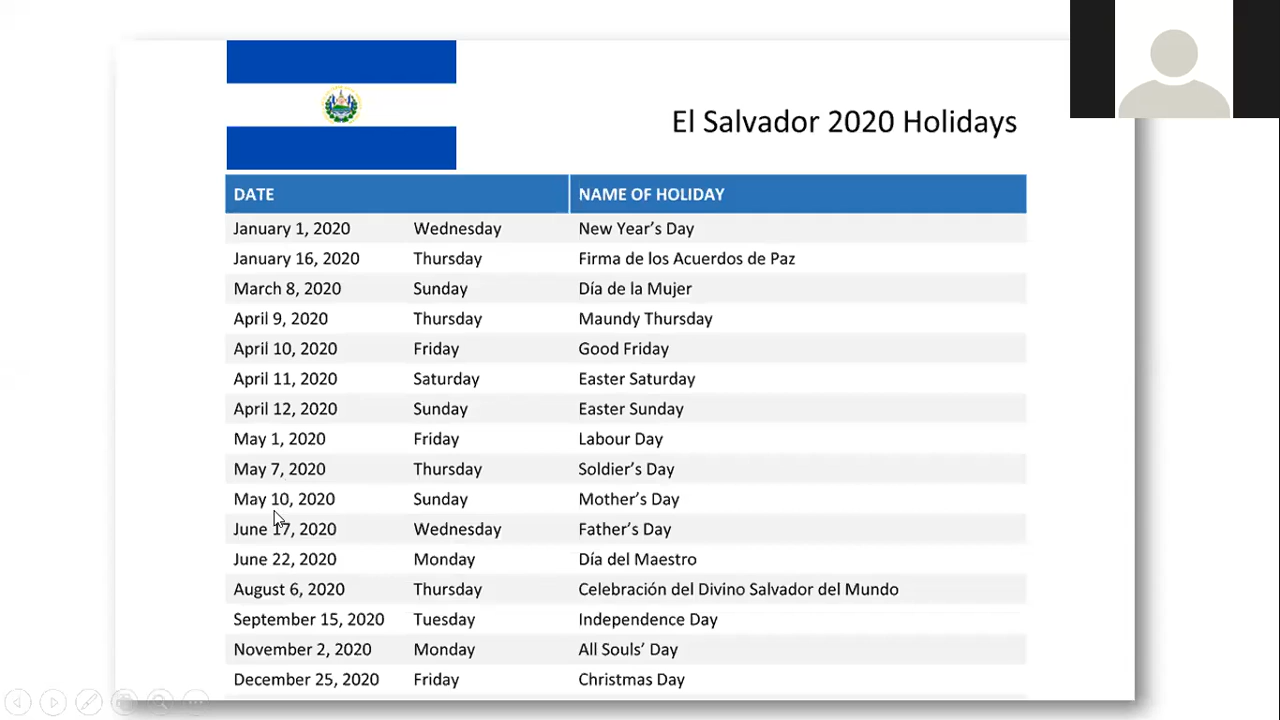 El Salvador 2020 Holidays
DATE NAME OF HOLIDAY
January 1, 2020 Wednesday New Year’s Day
January 16, 2020 Thursday Firma de los Acuerdos de Paz
March 8, 2020 Sunday Día de la Mujer
April 9, 2020 Thursday Maundy Thursday
April 10, 2020 Friday Good Friday
April 11, 2020 Saturday Easter Saturday
April 12, 2020 Sunday Easter Sunday
May 1, 2020 Friday Labour Day
May 7, 2020 Thursday Soldier’s Day
May 10, 2020 Sunday Mother’s Day
June 17, 2020 Wednesday Father’s Day
June 22, 2020 Monday Día del Maestro
August 6, 2020 Thursday Celebración del Divino Salvador del Mundo
September 15, 2020 Tuesday Independence Day
November 2, 2020 Monday All Souls’ Day
December 25, 2020 Friday Christmas Day